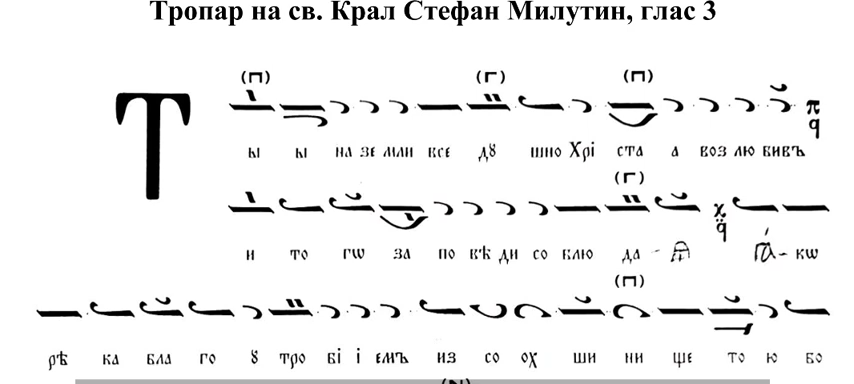 Тропар на св. Крал Стефан Милутин, глас 3
(П) (Г) (П)
Т
ы ы на зе мли все дꙋ шно Хрі ста а воз лю бивъ
(Г)
и то гѡ за по вѣ ди со блю да - ѧ ꙗ́ - кѡ
(П)
рѣ ка бла го ꙋ тро бі і емъ из со ох ши ни ще то ю бо